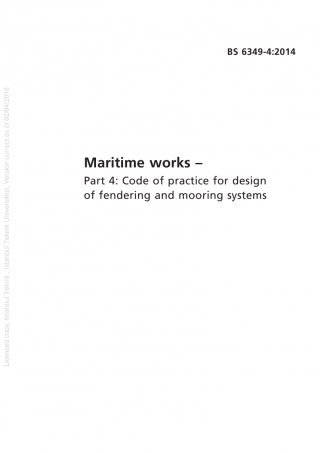 BS 6349-4:2014
Maritime works –
Part 4: Code of practice for design
of fendering and mooring systems
Licensed copy: Istanbul Teknik , Istanbul Teknik Universitesi, Version correct as of 02/04/2018